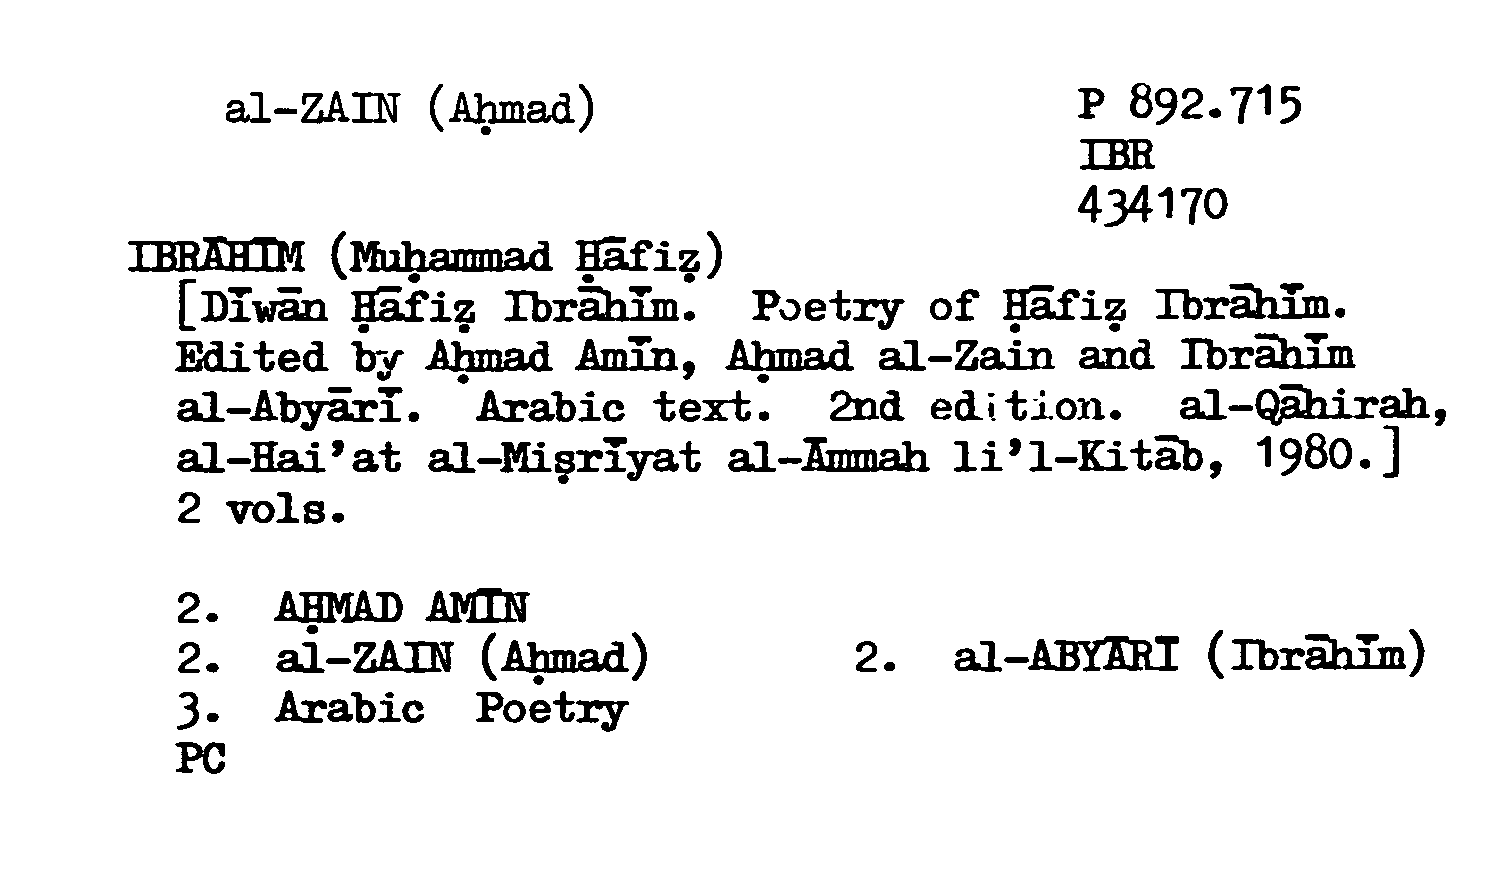 al-ZAIN (Aḥmad)
P 892.715
IBR
434170
IBRĀHĪM (Muḥammad Ḥāfiẓ)
[Dīwān Ḥāfiẓ Ibrāhīm. Poetry of Ḥāfiẓ Ibrāhīm.
Edited by Aḥmad Amīn, Aḥmad al-Zain and Ibrāhīm
al-Abyārī. Arabic text. 2nd edition. al-Qāhirah,
al-Hai'at al-Miṣrīyat al-Āmmah li'l-Kitāb, 1980.]
2 vols.
2. AḤMAD AMĪN
2. al-ZAIN (Aḥmad) 2. al-ABYĀRĪ (Ibrāhīm)
3. Arabic Poetry
PC